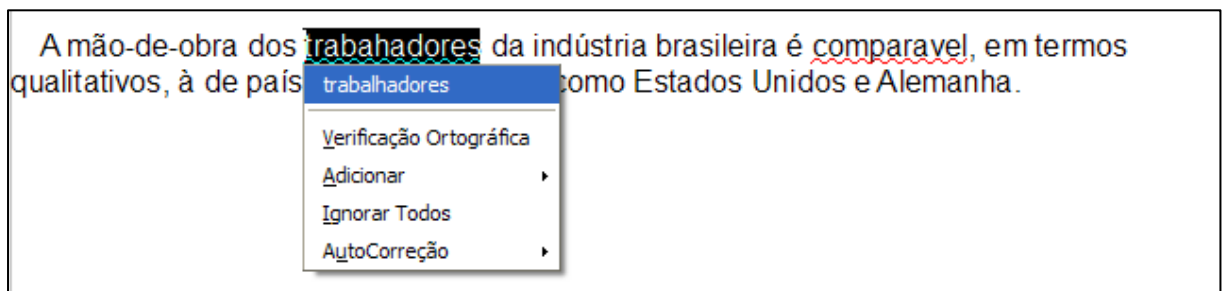 A mão-de-obra dos trabahadores da indústria brasileira é comparavel, em termos
qualitativos, à de país como Estados Unidos e Alemanha.
trabalhadores
Verificação Ortográfica
Adicionar
Ignorar Todos
AutoCorreção